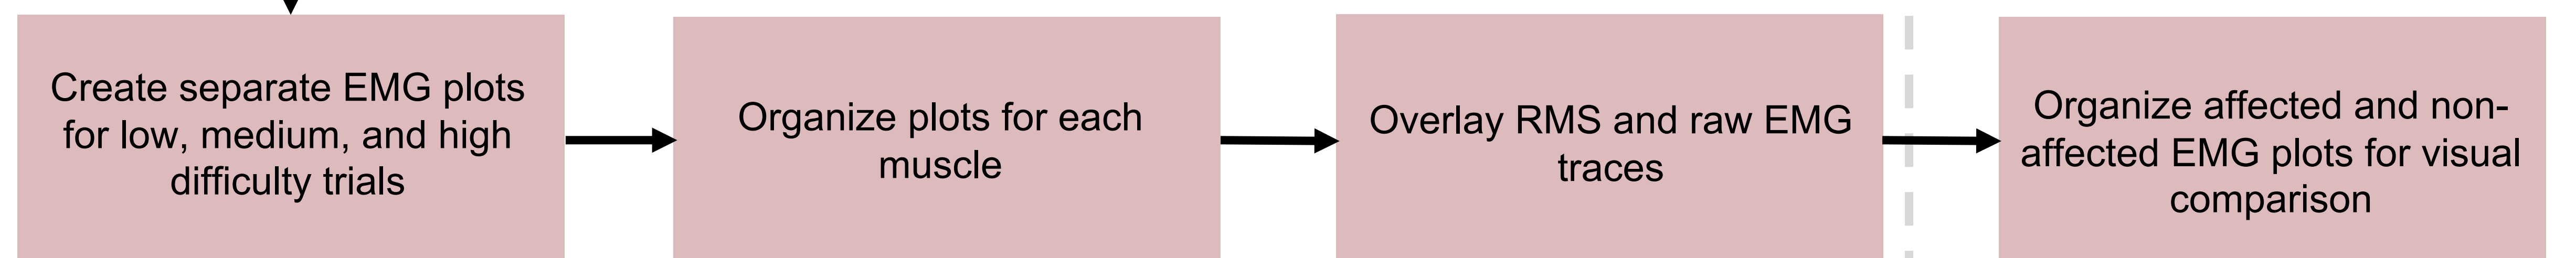 Create separate EMG plots
for low, medium, and high
difficulty trials
Organize plots for each
muscle
Overlay RMS and raw EMG
traces
Organize affected and non-
affected EMG plots for visual
comparison